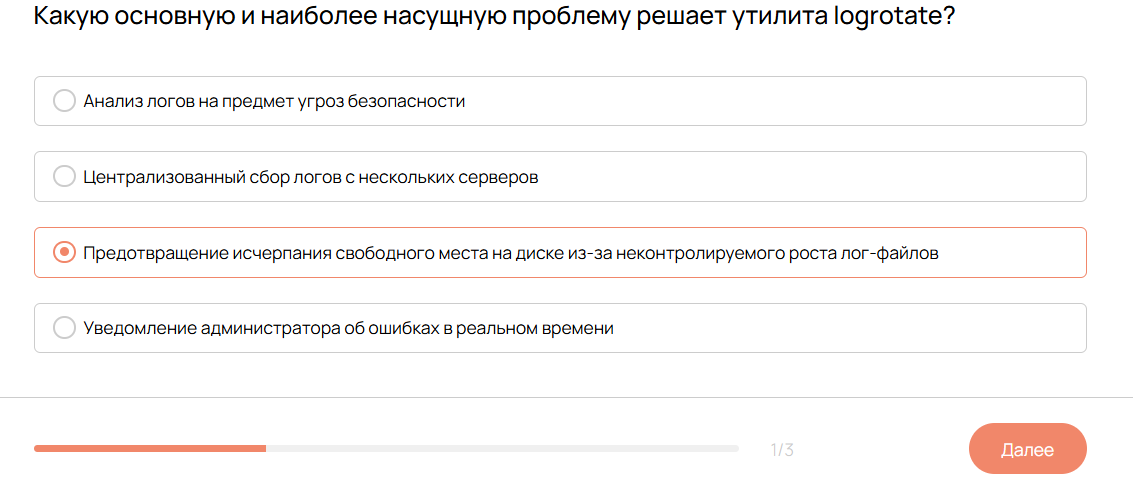 Какую основную и наиболее насущную проблему решает утилита logrotate?
Анализ логов на предмет угроз безопасности
Централизованный сбор логов с нескольких серверов
Предотвращение исчерпания свободного места на диске из-за неконтролируемого роста лог-файлов
Уведомление администратора об ошибках в реальном времени
1/3
Далее